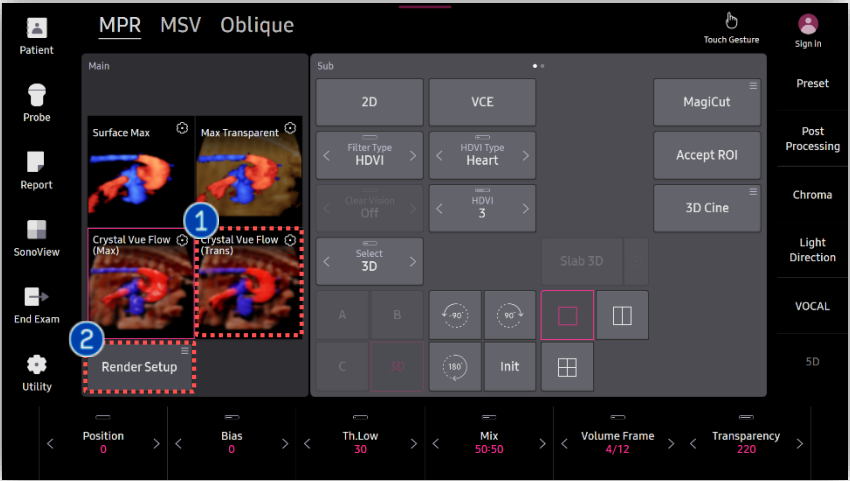 MPR MSV Oblique
Touch Gesture
Sign In
Patient
Probe
Report
SonoView
End Exam
Utility
Main
Surface Max
Max Transparent
1
Crystal Vue Flow
(Max)
Crystal Vue Flow
(Trans)
2
Render Setup
Sub
2D
VCE
MagiCut
Filter Type
HDVI
HDVI Type
Heart
Accept ROI
Clear Vision
Off
HDVI
3
3D Cine
Select
3D
Slab 3D
A
B
-90˚
90˚
C
3D
180˚
Init
Preset
Post
Processing
Chroma
Light
Direction
VOCAL
5D
Position
0
Bias
0
Th.Low
30
Mix
50:50
Volume Frame
4/12
Transparency
220